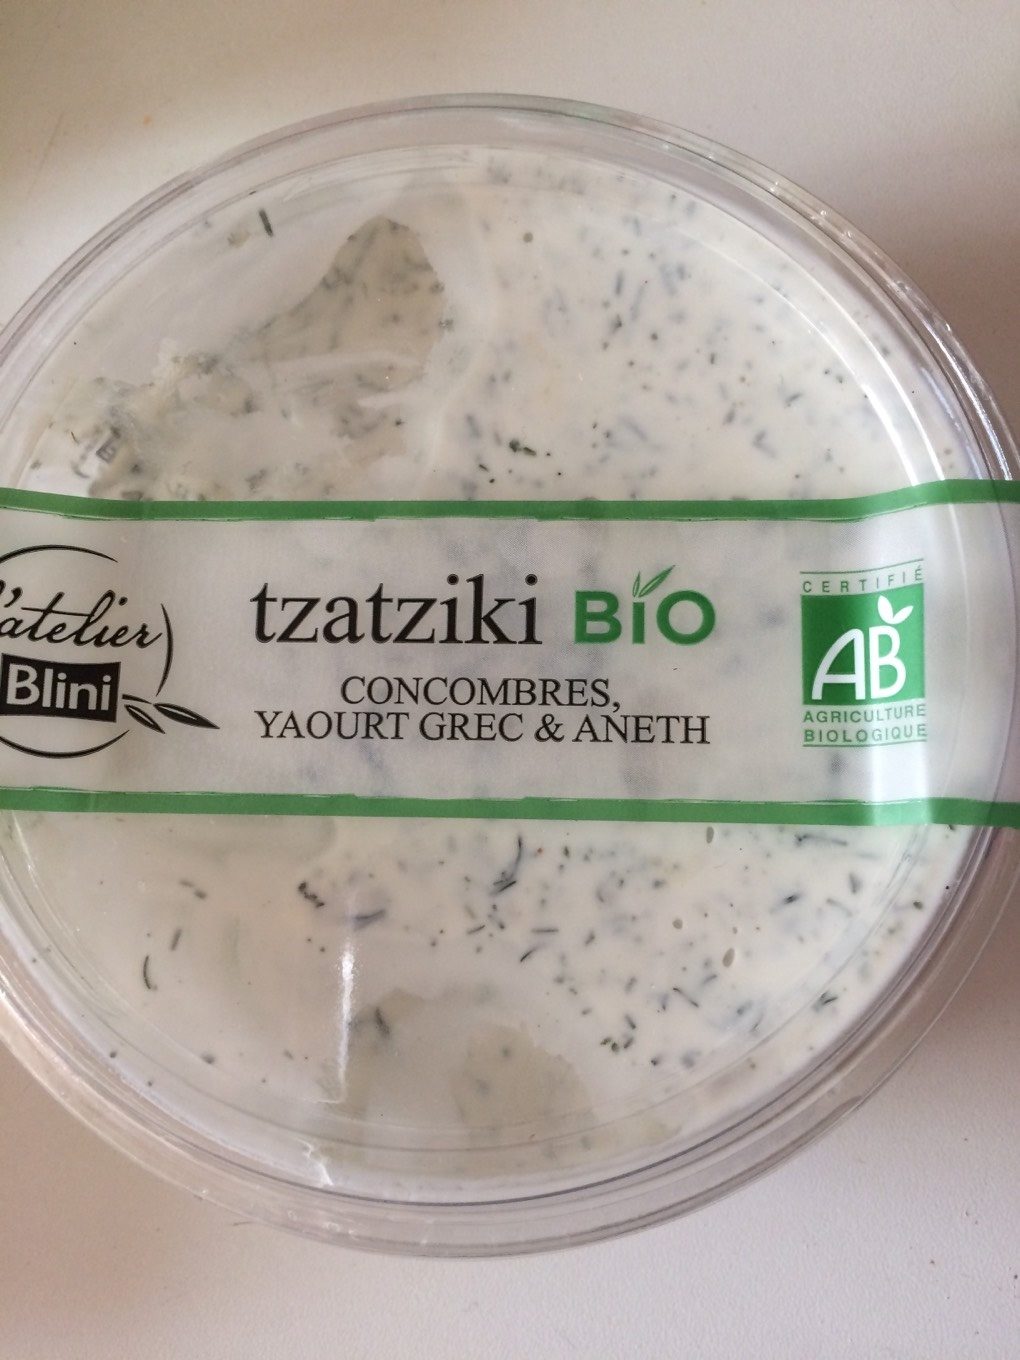 l'atelier
Blini
tzatziki BIO
CONCOMBRES,
YAOURT GREC & ANETH
CERTIFIÉ
AB
AGRICULTURE
BIOLOGIQUE